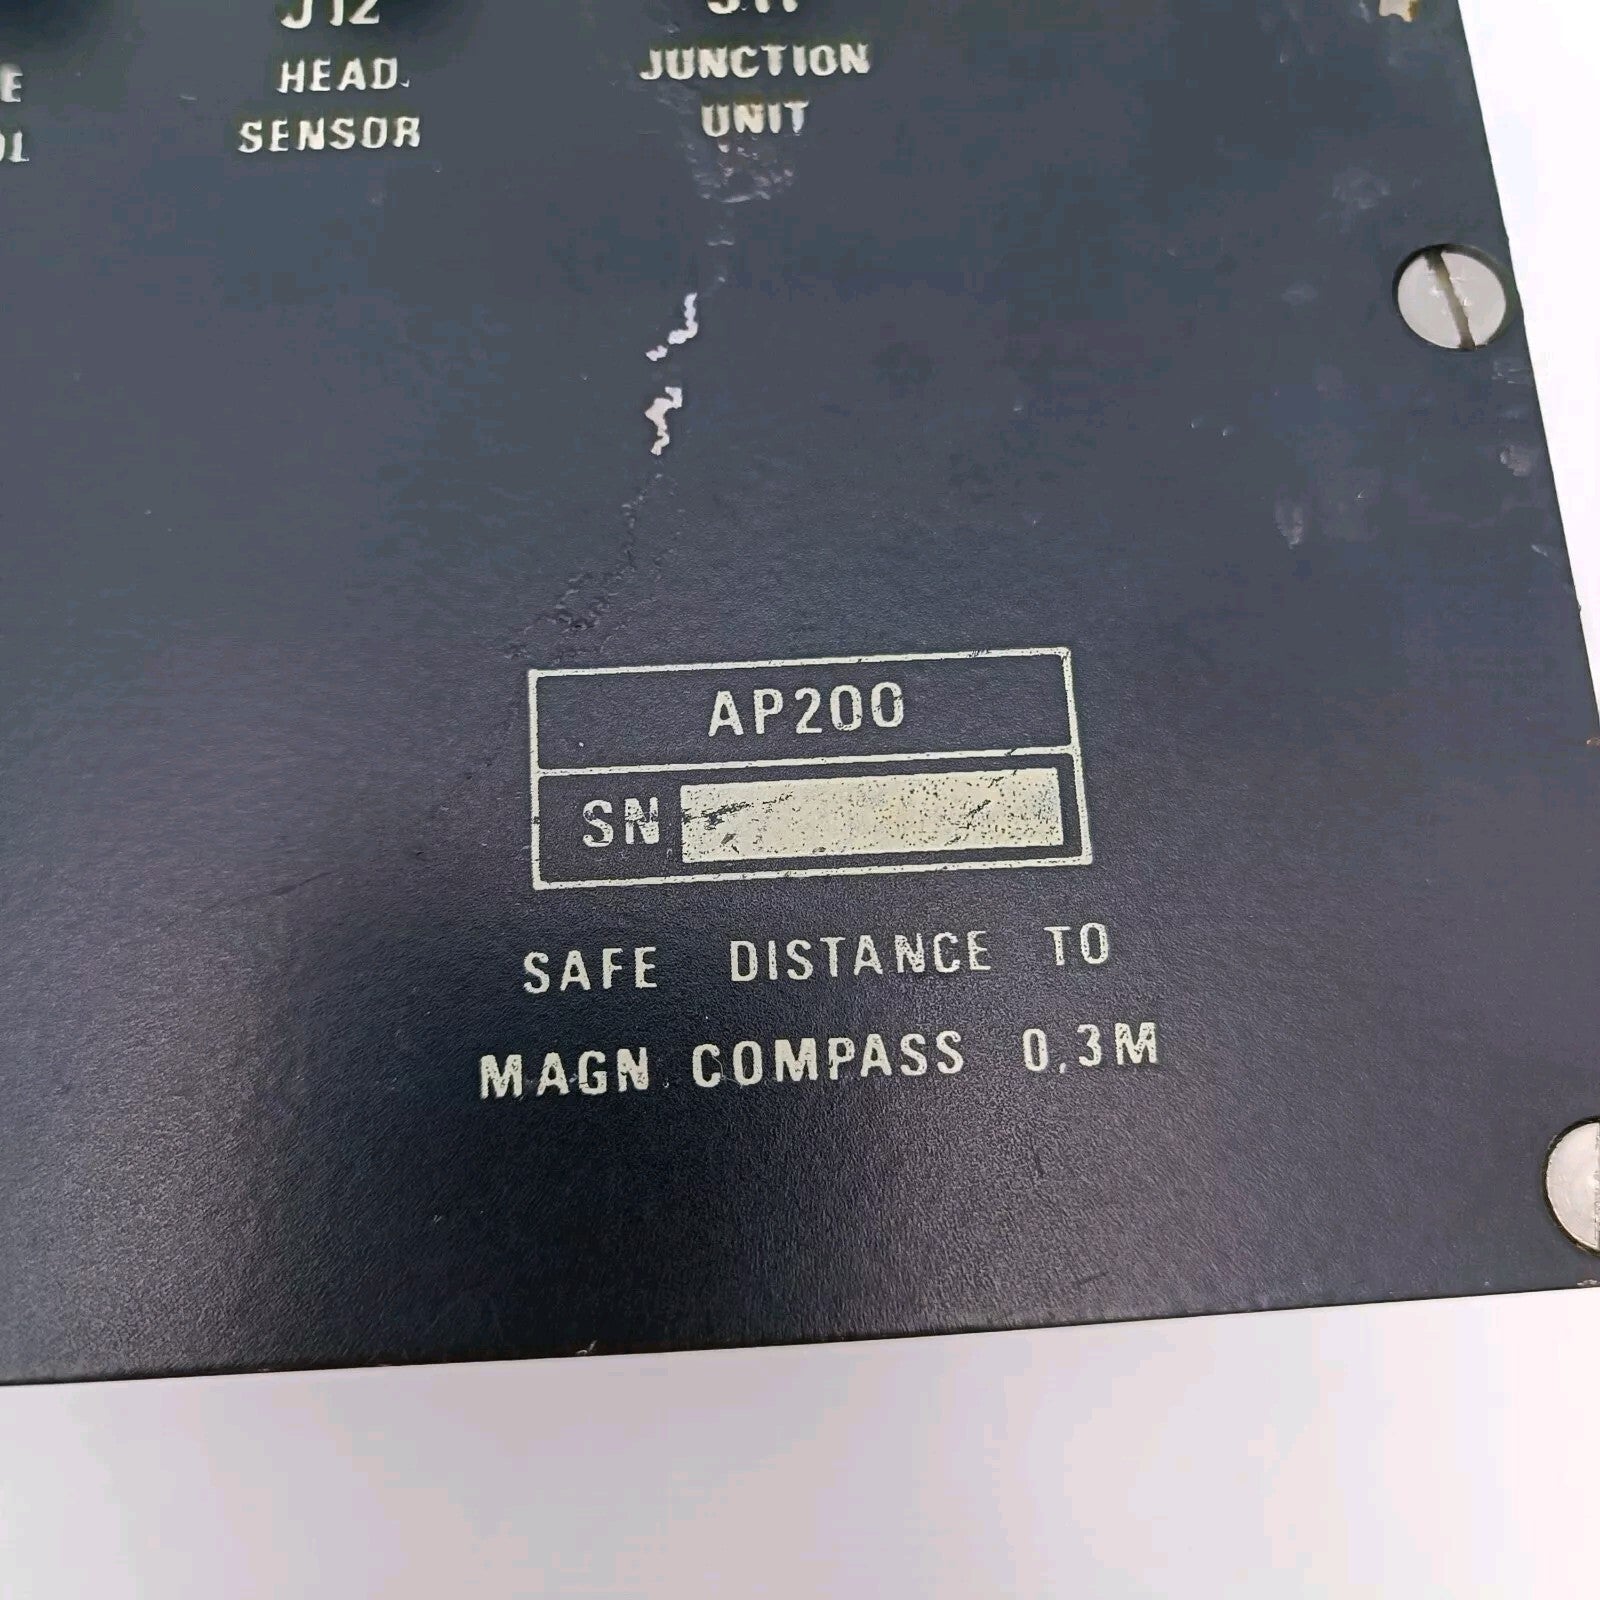 J12
HEAD.
SENSOR
JUNCTION
UNIT
AP200
SN
SAFE DISTANCE TO
MAGN COMPASS 0.3M